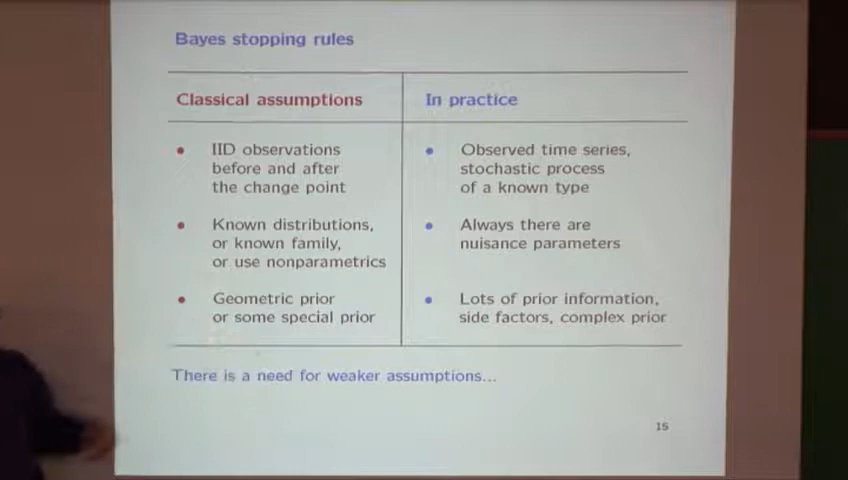 Bayes stopping rules
Classical assumptions
In practice
• IID observations
before and after
the change point
• Observed time series,
stochastic process
of a known type
• Known distributions,
or known family,
or use nonparametrics
• Always there are
nuisance parameters
• Geometric prior
or some special prior
• Lots of prior information,
side factors, complex prior
There is a need for weaker assumptions...
15